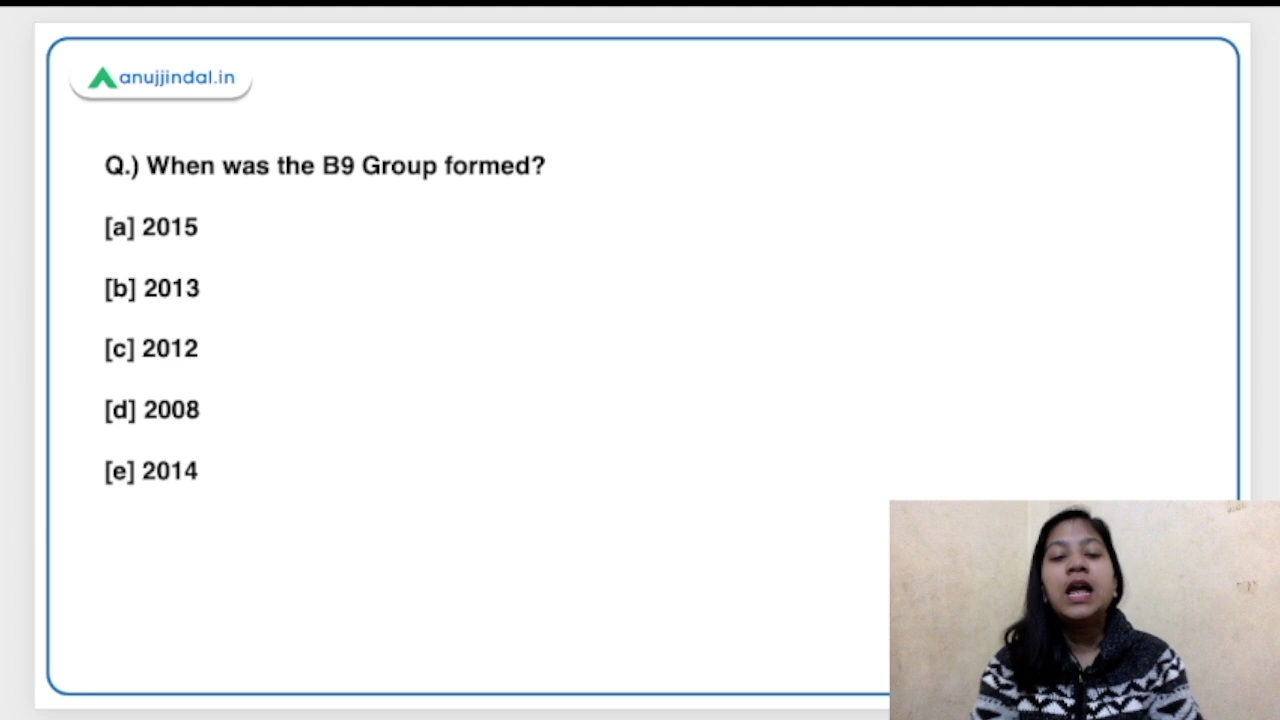 anujjindal.in
Q.) When was the B9 Group formed?
[a] 2015
[b] 2013
[c] 2012
[d] 2008
[e] 2014